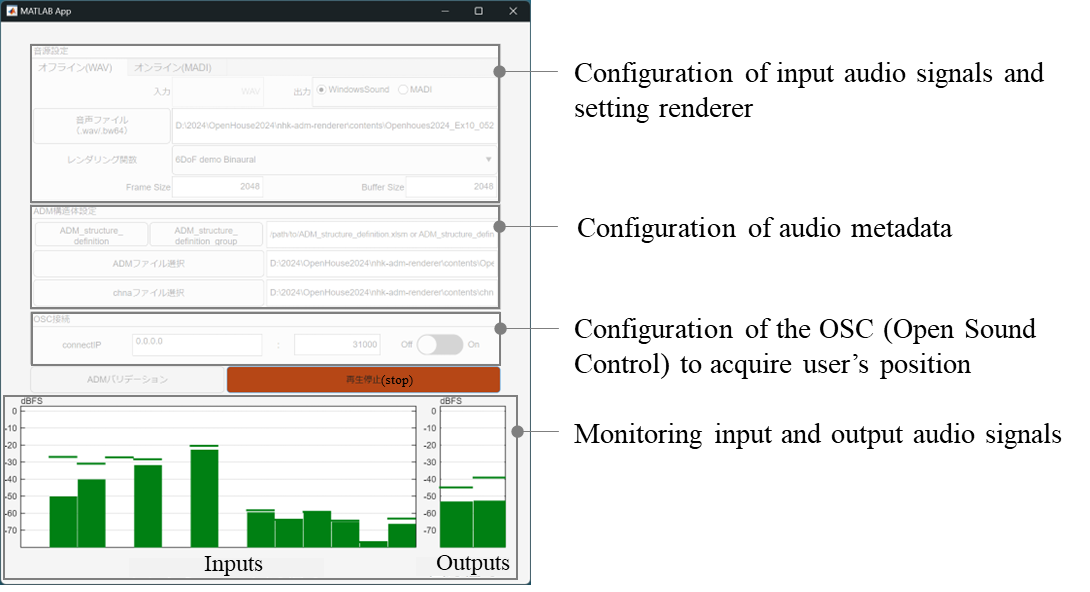 MATLAB App
音源設定
オフライン(WAV) オンライン(MADI)
入力 WAV 出力 WindowsSound MADI
音声ファイル
(.wav/.bw64)
D:\2024\OpenHouse2024\nhk-adm-renderer\contents\Openhoues2024_Ex10_052
レンダリング関数 6DoF demo Binaural
Frame Size 2048 Buffer Size 2048
Configuration of input audio signals and
setting renderer
ADM構造体設定
ADM_structure_
definition
ADM_structure_
definition_group
/path/to/ADM_structure_definition.xlsm or ADM_structure_defin
ADMファイル選択 D:\2024\OpenHouse2024\nhk-adm-renderer\contents\Ope
chnaファイル選択 D:\2024\OpenHouse2024\nhk-adm-renderer\contents\chn
Configuration of audio metadata
OSC接続
connectIP 0.0.0.0 : 31000 Off On
Configuration of the OSC (Open Sound
Control) to acquire user’s position
ADMバリデーション 再生停止(stop)
dBFS dBFS
0 0
-10 -10
-20 -20
-30 -30
-40 -40
-50 -50
-60 -60
-70 -70
Inputs Outputs
Monitoring input and output audio signals